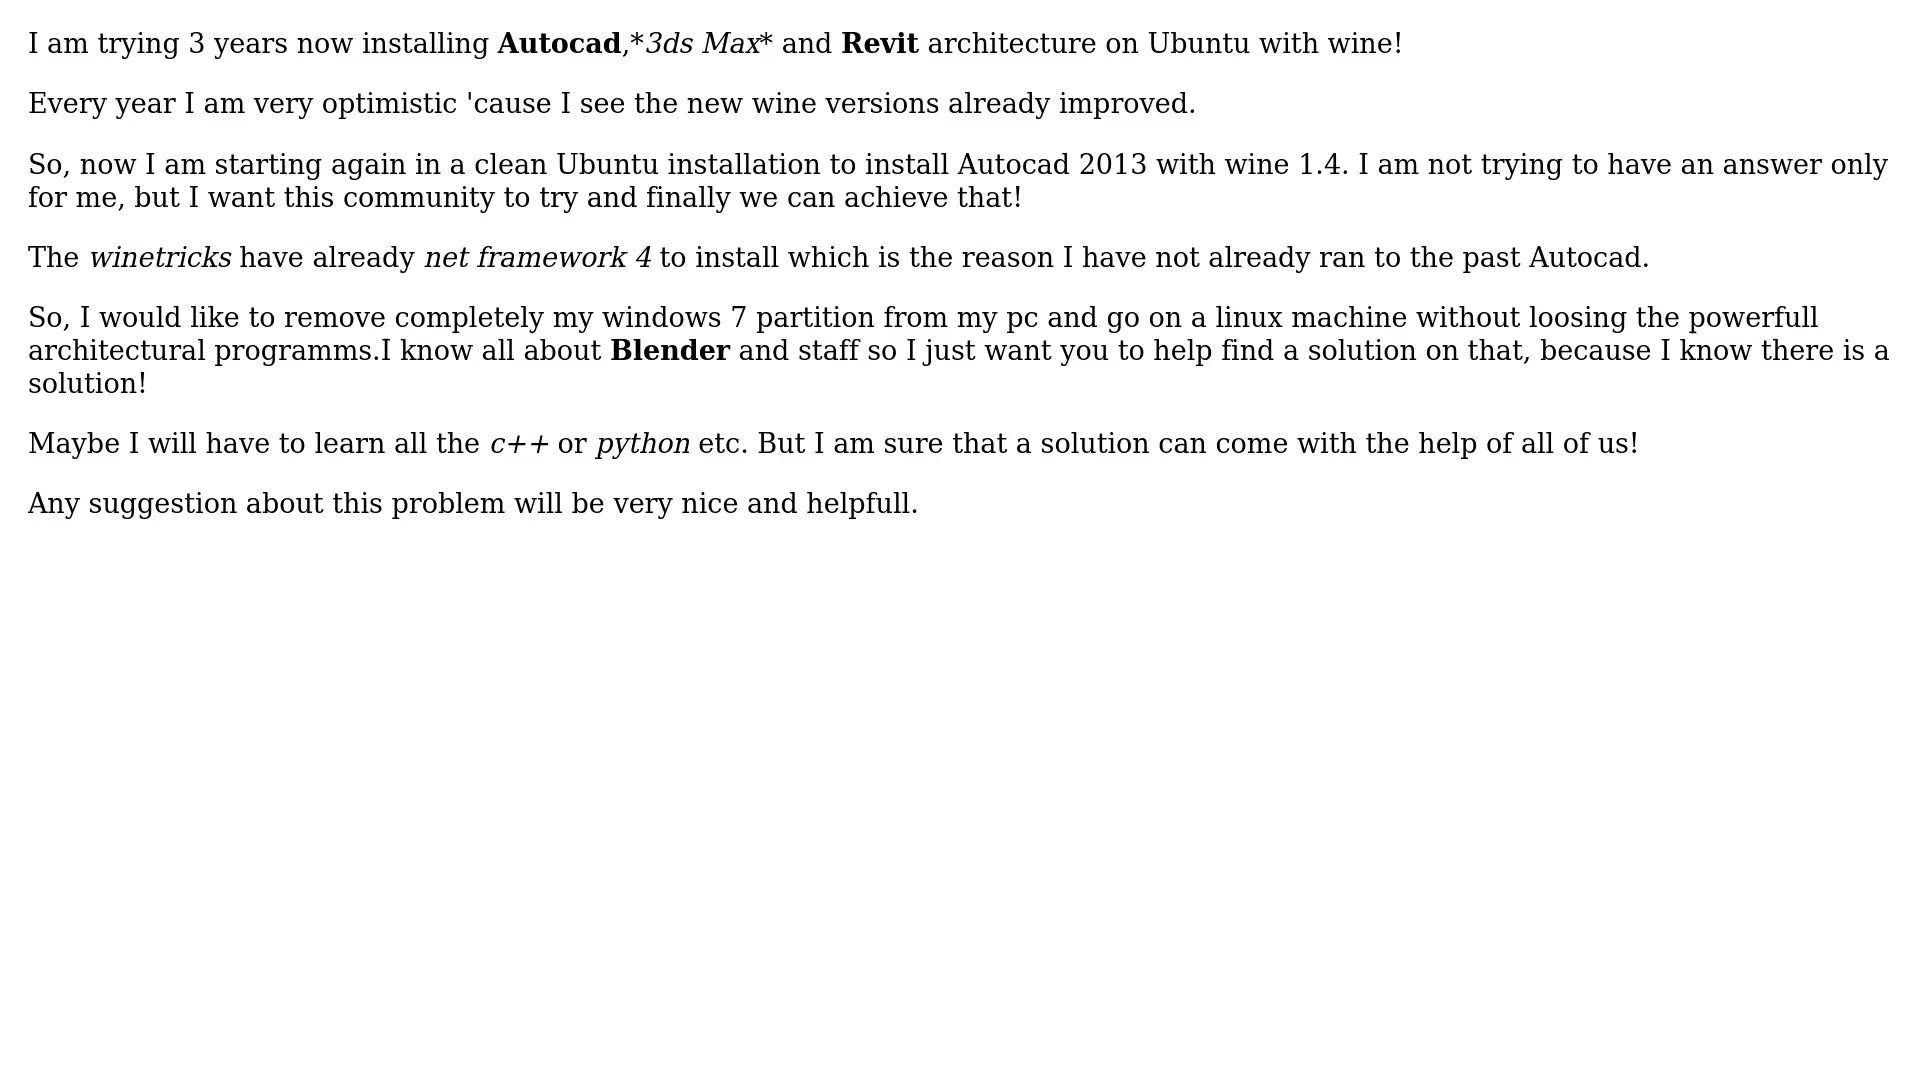 I am trying 3 years now installing Autocad,*3ds Max* and Revit architecture on Ubuntu with wine!
Every year I am very optimistic 'cause I see the new wine versions already improved.
So, now I am starting again in a clean Ubuntu installation to install Autocad 2013 with wine 1.4. I am not trying to have an answer only
for me, but I want this community to try and finally we can achieve that!
The winetricks have already net framework 4 to install which is the reason I have not already ran to the past Autocad.
So, I would like to remove completely my windows 7 partition from my pc and go on a linux machine without loosing the powerfull
architectural programms.I know all about Blender and staff so I just want you to help find a solution on that, because I know there is a
solution!
Maybe I will have to learn all the c++ or python etc. But I am sure that a solution can come with the help of all of us!
Any suggestion about this problem will be very nice and helpfull.